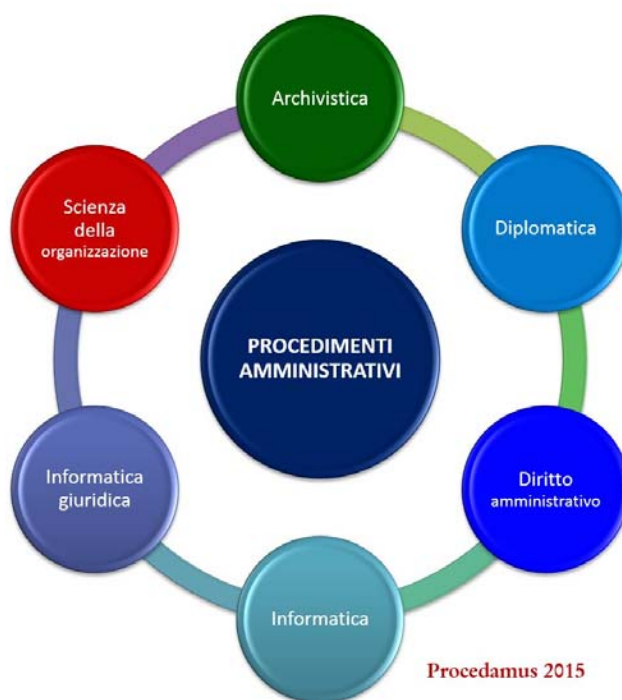 Archivistica
Diplomatica
Diritto
amministrativo
Informatica
Informatica
giuridica
Scienza
della
organizzazione
PROCEDIMENTI
AMMINISTRATIVI
Procedamus 2015